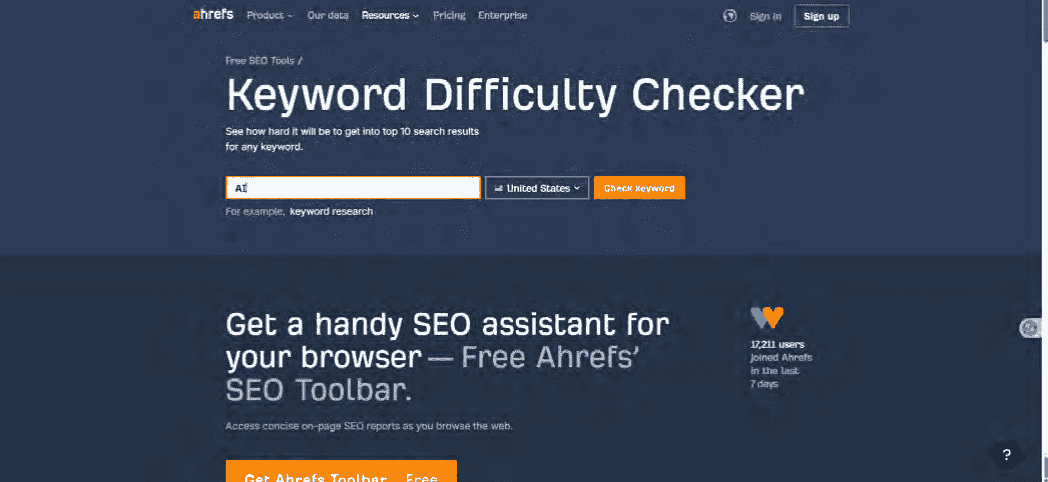 ahrefs Product Our data Resources Pricing Enterprise Sign in Sign up
Free SEO Tools /
Keyword Difficulty Checker
See how hard it will be to get into top 10 search results
for any keyword.
AI United States Check keyword
For example, keyword research
Get a handy SEO assistant for
your browser — Free Ahrefs’
SEO Toolbar.
Access concise on-page SEO reports as you browse the web.
17,211 users
joined Ahrefs
in the last
7 days
Get Ahrefs Toolbar Free
?